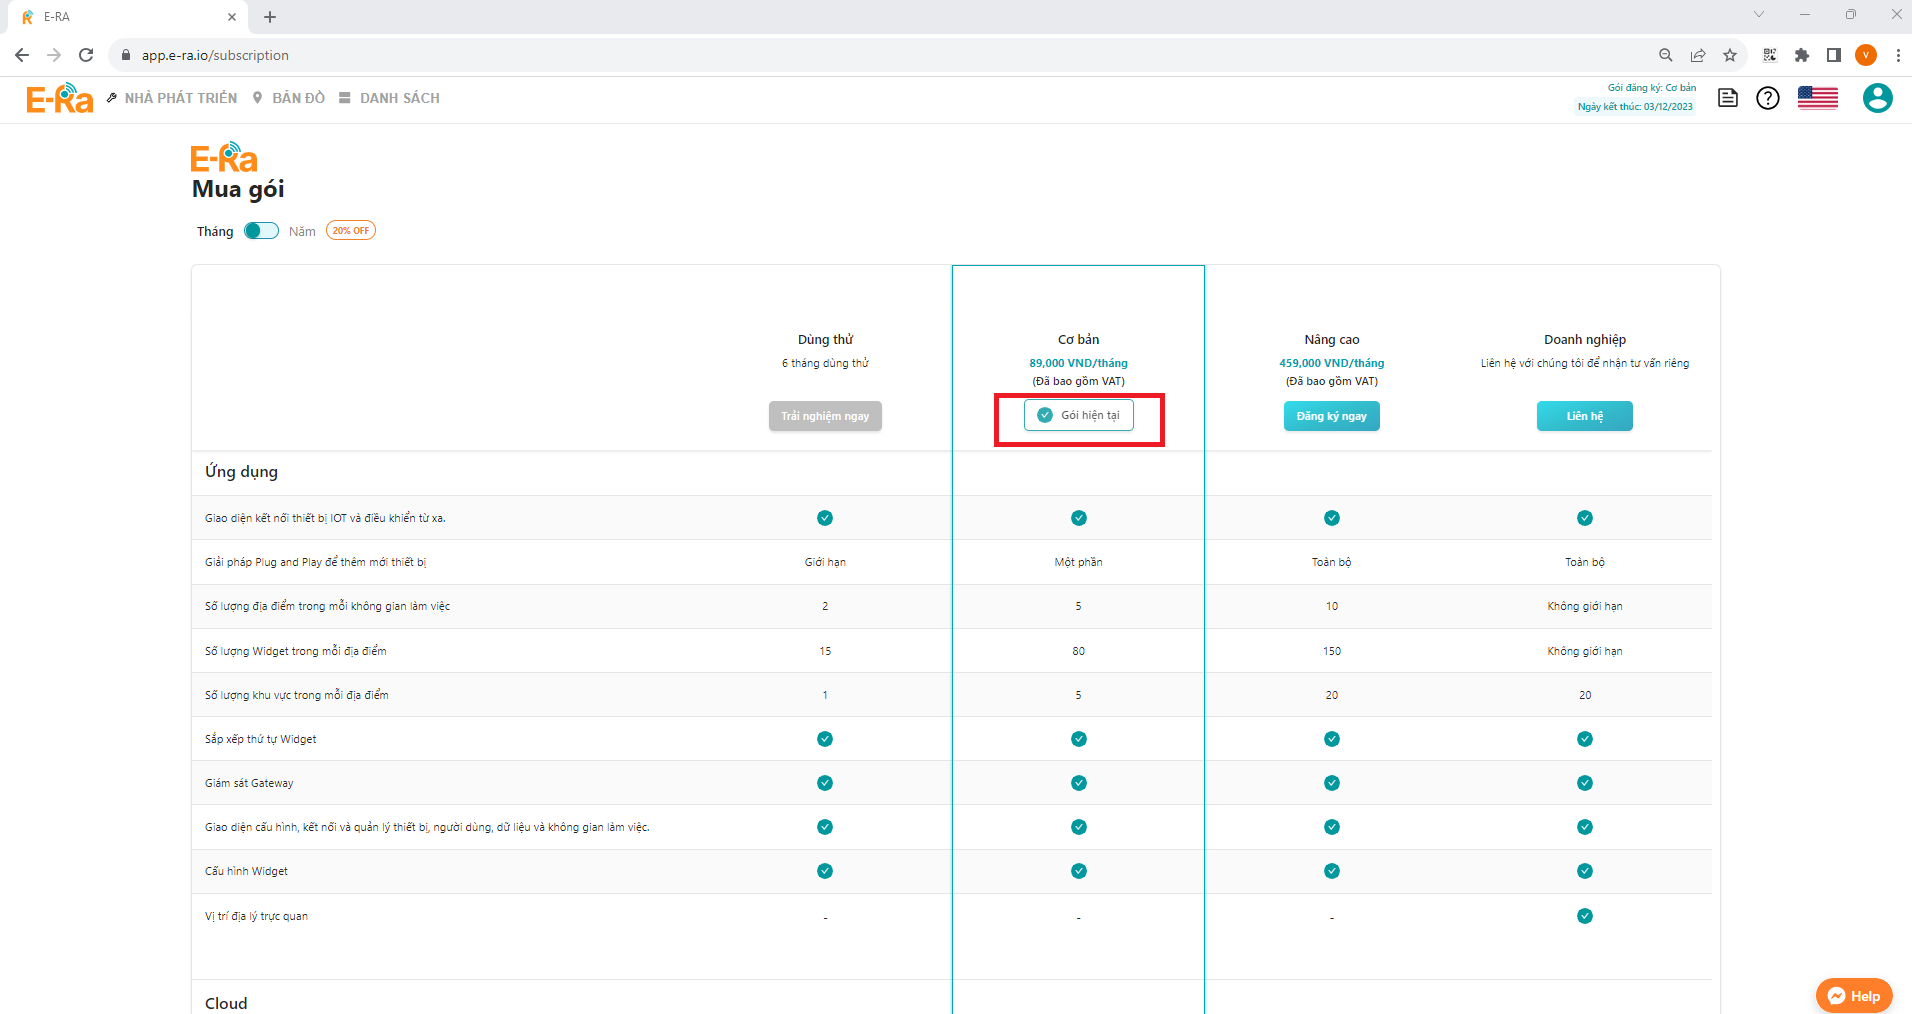 E-RA
app.e-ra.io/subscription
V
E-Ra NHÀ PHÁT TRIỂN BẢN ĐỒ DANH SÁCH
Gói đăng ký: Cơ bản
Ngày kết thúc: 03/12/2023
E-Ra
Mua gói
Tháng Năm 20% OFF
Dùng thử Cơ bản Nâng cao Doanh nghiệp
6 tháng dùng thử 89,000 VND/tháng 459,000 VND/tháng Liên hệ với chúng tôi để nhận tư vấn riêng
(Đã bao gồm VAT) (Đã bao gồm VAT)
Trải nghiệm ngay Gói hiện tại Đăng ký ngay Liên hệ
Ứng dụng
Giao diện kết nối thiết bị IOT và điều khiển từ xa.
Giải pháp Plug and Play để thêm mới thiết bị Giới hạn Một phần Toàn bộ Toàn bộ
Số lượng địa điểm trong mỗi không gian làm việc 2 5 10 Không giới hạn
Số lượng Widget trong mỗi địa điểm 15 80 150 Không giới hạn
Số lượng khu vực trong mỗi địa điểm 1 5 20 20
Sắp xếp thứ tự Widget
Giám sát Gateway
Giao diện cấu hình, kết nối và quản lý thiết bị, người dùng, dữ liệu và không gian làm việc.
Cấu hình Widget
Vị trí địa lý trực quan - - -
Cloud
Help